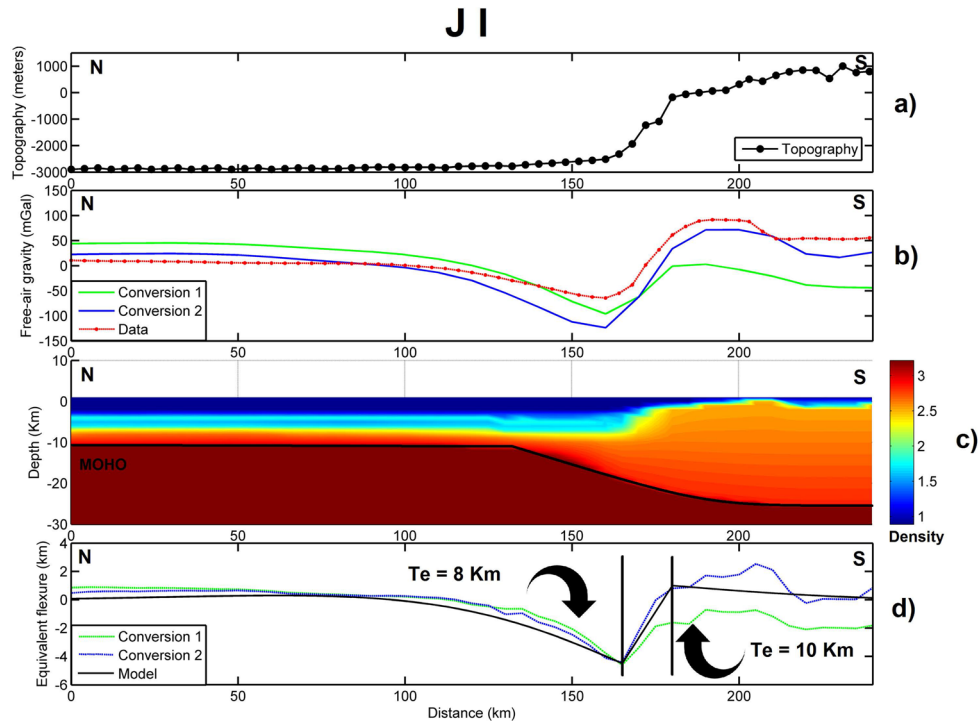 J I
N
S
Topography
(meters)
1000
0
-1000
-2000
-3000
Topography
0
50
100
150
200
a)
N
S
Free-air gravity (mGal)
150
100
50
0
-50
-100
-150
Conversion 1
Conversion 2
Data
0
50
100
150
200
b)
N
S
Depth (Km)
10
0
-10
-20
-30
MOHO
0
50
100
150
200
3
2.5
2
1.5
1
Density
c)
N
S
Equivalent flexure (km)
4
2
0
-2
-4
-6
Te = 8 Km
Te = 10 Km
Conversion 1
Conversion 2
Model
0
50
100
150
200
Distance (km)
d)